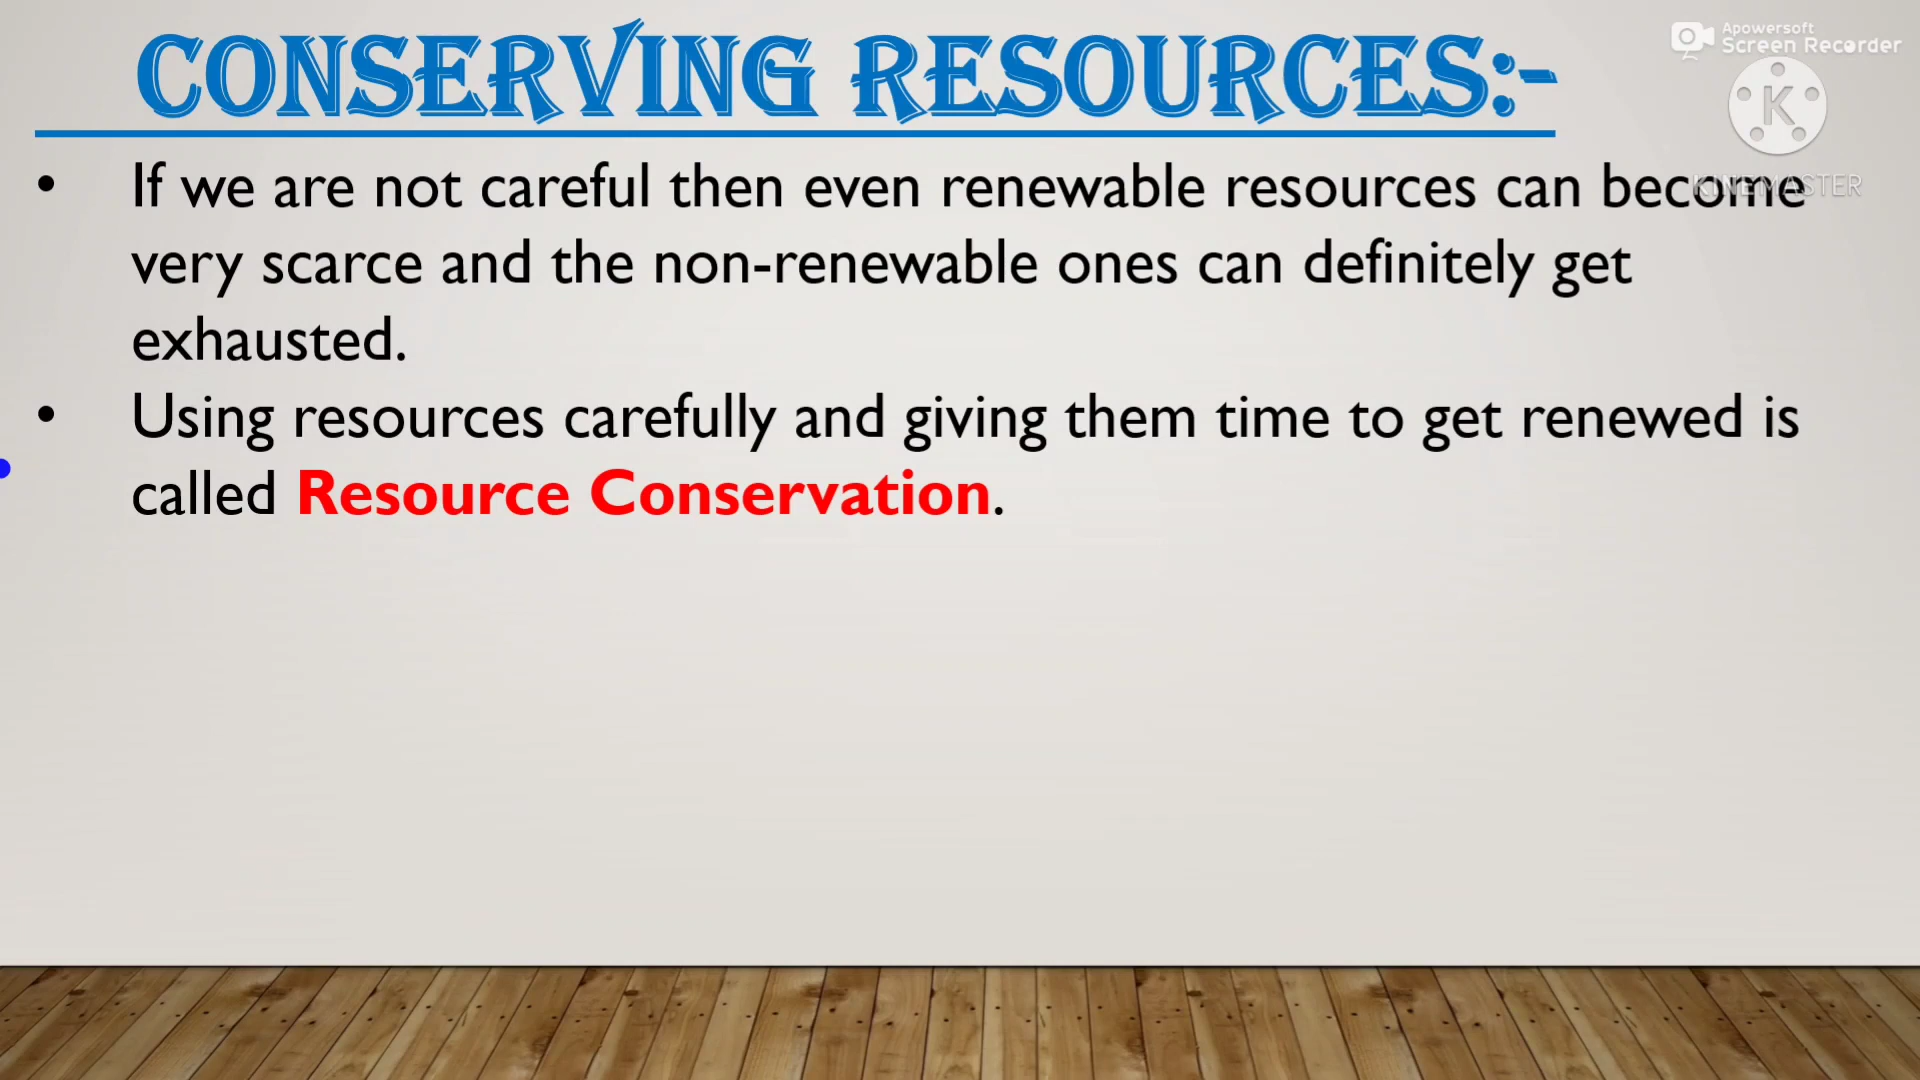 CONSERVING RESOURCES:-
Apowersoft
Screen Recorder
K
KINEMASTER
• If we are not careful then even renewable resources can become
very scarce and the non-renewable ones can definitely get
exhausted.
• Using resources carefully and giving them time to get renewed is
called Resource Conservation.